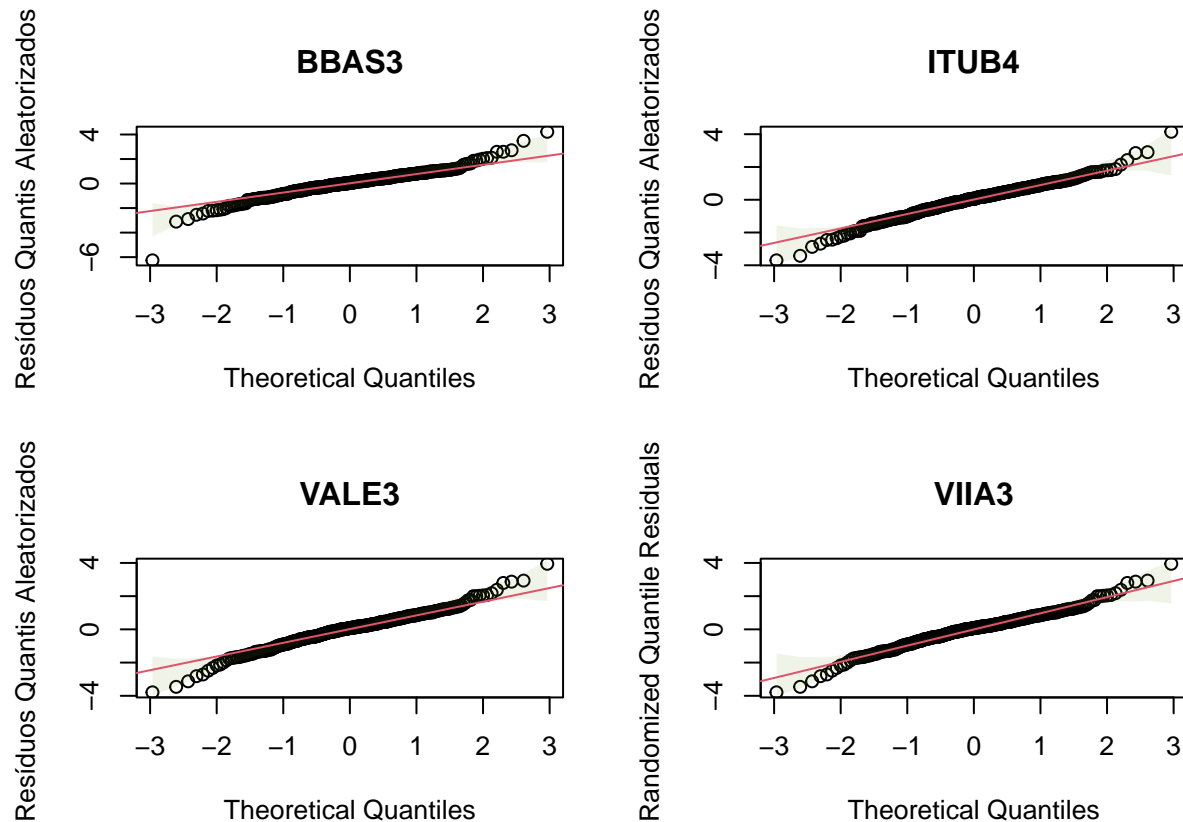 BBAS3
Resíduos Quantis Aleatorizados
4
0
−6
−3 −2 −1 0 1 2 3
Theoretical Quantiles
ITUB4
Resíduos Quantis Aleatorizados
4
0
−4
−3 −2 −1 0 1 2 3
Theoretical Quantiles
VALE3
Resíduos Quantis Aleatorizados
4
0
−4
−3 −2 −1 0 1 2 3
Theoretical Quantiles
VIIA3
Randomized Quantile Residuals
4
0
−4
−3 −2 −1 0 1 2 3
Theoretical Quantiles